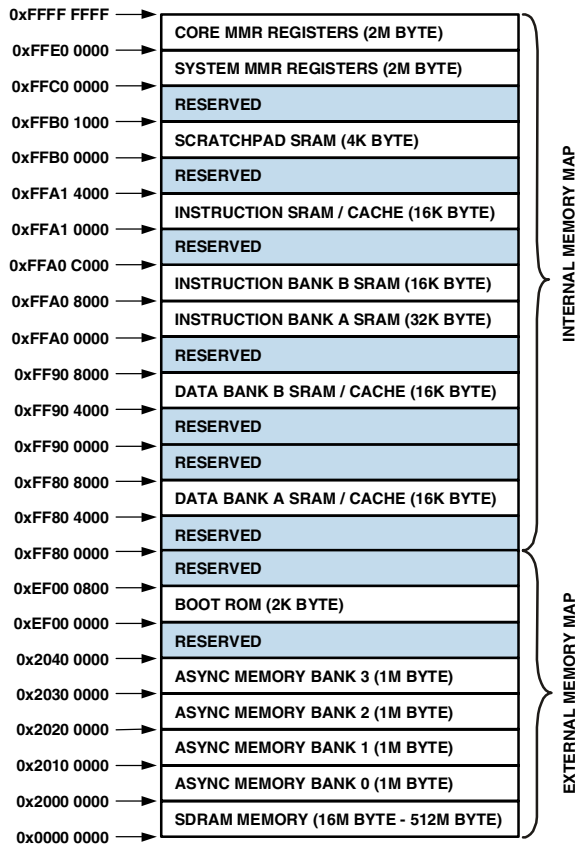 0xFFFF FFFF
CORE MMR REGISTERS (2M BYTE)
0xFFE0 0000
SYSTEM MMR REGISTERS (2M BYTE)
0xFFC0 0000
RESERVED
0xFFB0 1000
SCRATCHPAD SRAM (4K BYTE)
0xFFB0 0000
RESERVED
0xFFA1 4000
INSTRUCTION SRAM / CACHE (16K BYTE)
0xFFA1 0000
RESERVED
0xFFA0 C000
INSTRUCTION BANK B SRAM (16K BYTE)
0xFFA0 8000
INSTRUCTION BANK A SRAM (32K BYTE)
0xFFA0 0000
RESERVED
0xFF90 8000
DATA BANK B SRAM / CACHE (16K BYTE)
0xFF90 4000
RESERVED
0xFF90 0000
RESERVED
0xFF80 8000
DATA BANK A SRAM / CACHE (16K BYTE)
0xFF80 4000
RESERVED
0xFF80 0000
RESERVED
0xEF00 0800
BOOT ROM (2K BYTE)
0xEF00 0000
RESERVED
0x2040 0000
ASYNC MEMORY BANK 3 (1M BYTE)
0x2030 0000
ASYNC MEMORY BANK 2 (1M BYTE)
0x2020 0000
ASYNC MEMORY BANK 1 (1M BYTE)
0x2010 0000
ASYNC MEMORY BANK 0 (1M BYTE)
0x2000 0000
SDRAM MEMORY (16M BYTE - 512M BYTE)
0x0000 0000
INTERNAL MEMORY MAP
EXTERNAL MEMORY MAP